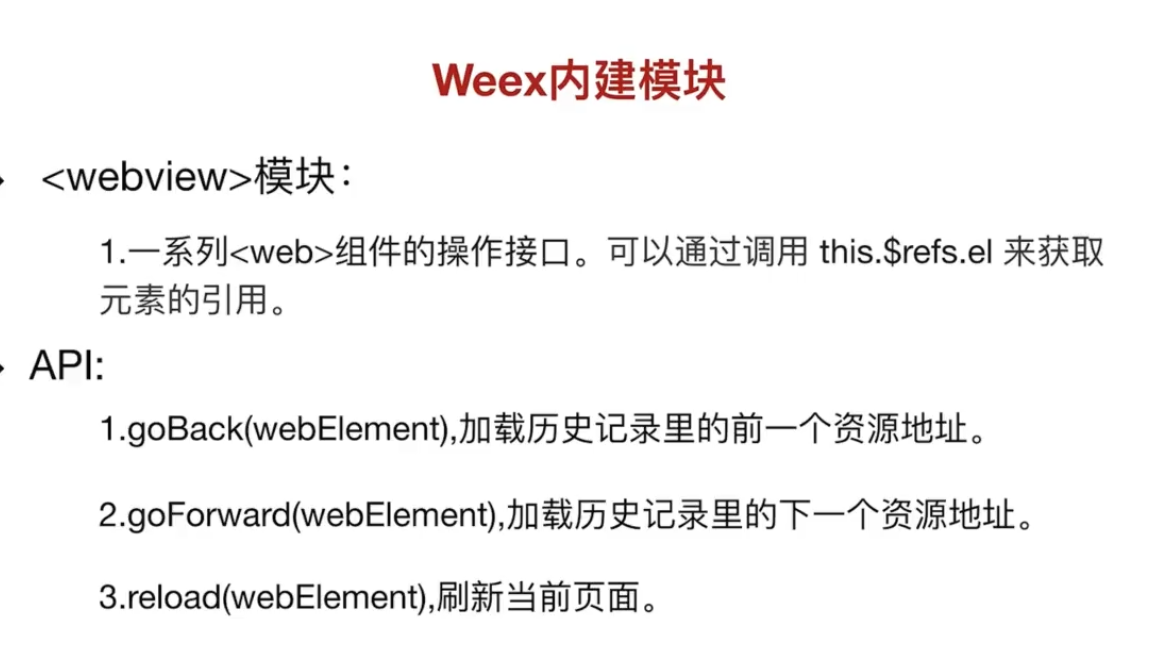 Weex内建模块
<webview>模块：
1.一系列<web>组件的操作接口。可以通过调用 this.$refs.el 来获取
元素的引用。
API:
1.goBack(webElement),加载历史记录里的前一个资源地址。
2.goForward(webElement),加载历史记录里的下一个资源地址。
3.reload(webElement),刷新当前页面。